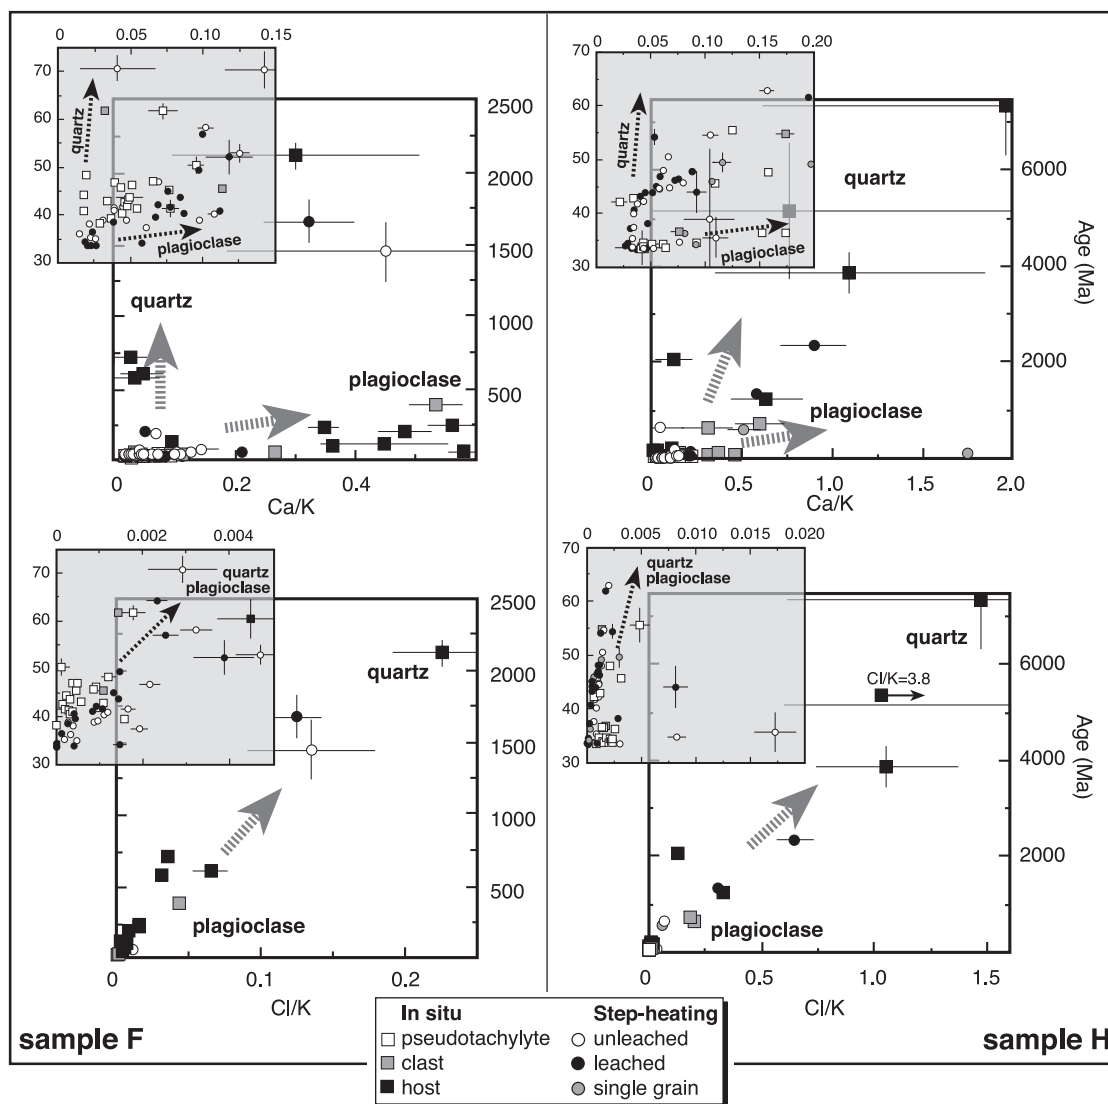 0 0.05 0.10 0.15
70
60
50
40
30
quartz
plagioclase
2500
2000
1500
1000
500
quartz
plagioclase
0 0.2 0.4
Ca/K
0 0.05 0.10 0.15 0.20
70
60
50
40
30
quartz
plagioclase
6000
4000
2000
Age (Ma)
quartz
plagioclase
0 0.5 1.0 1.5 2.0
Ca/K
0.002 0.004
70
60
50
40
30
quartz
plagioclase
2500
2000
1500
1000
500
quartz
plagioclase
0 0.1 0.2
Cl/K
0 0.005 0.010 0.015 0.020
70
60
50
40
30
quartz
plagioclase
6000
4000
2000
Age (Ma)
quartz
Cl/K=3.8
plagioclase
0 0.5 1.0 1.5
Cl/K
sample F
In situ Step-heating
pseudotachylyte unleached
clast leached
host single grain
sample H